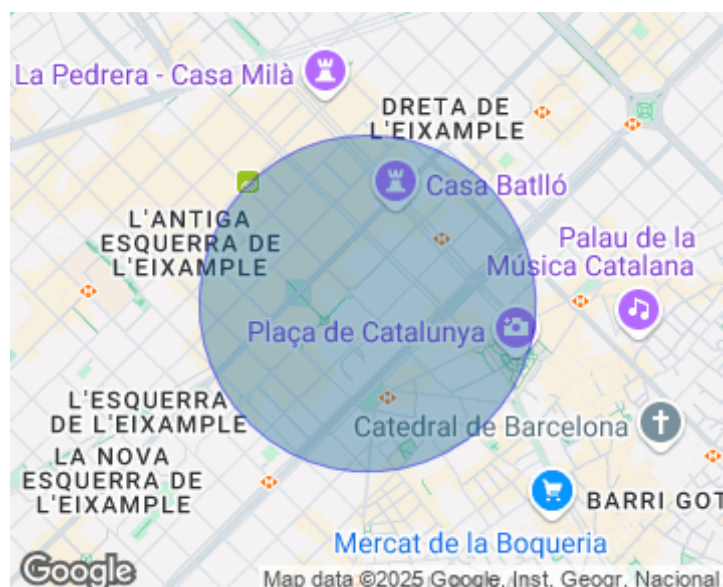 La Pedrera - Casa Milà
DRETA DE
L'EIXAMPLE
Casa Batlló
L'ANTIGA
ESQUERRA DE
L'EIXAMPLE
Palau de la
Música Catalana
Plaça de Catalunya
L'ESQUERRA
DE L'EIXAMPLE
Catedral de Barcelona
LA NOVA
ESQUERRA DE
L'EIXAMPLE
BARRI GOT
Mercat de la Boqueria
Google
Map data ©2025 Google, Inst. Geogr. Nacional